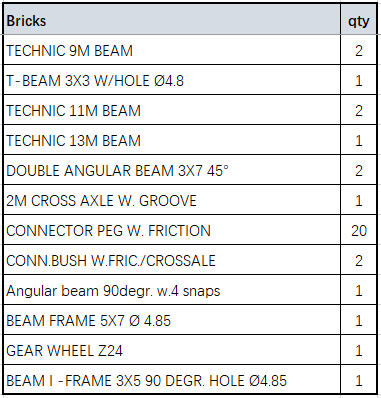 Bricks qty
TECHNIC 9M BEAM 2
T-BEAM 3X3 W/HOLE Ø4.8 1
TECHNIC 11M BEAM 2
TECHNIC 13M BEAM 1
DOUBLE ANGULAR BEAM 3X7 45° 2
2M CROSS AXLE W. GROOVE 1
CONNECTOR PEG W. FRICTION 20
CONN.BUSH W.FRIC./CROSSALE 2
Angular beam 90degr. w.4 snaps 1
BEAM FRAME 5X7 Ø 4.85 1
GEAR WHEEL Z24 1
BEAM I -FRAME 3X5 90 DEGR. HOLE Ø4.85 1